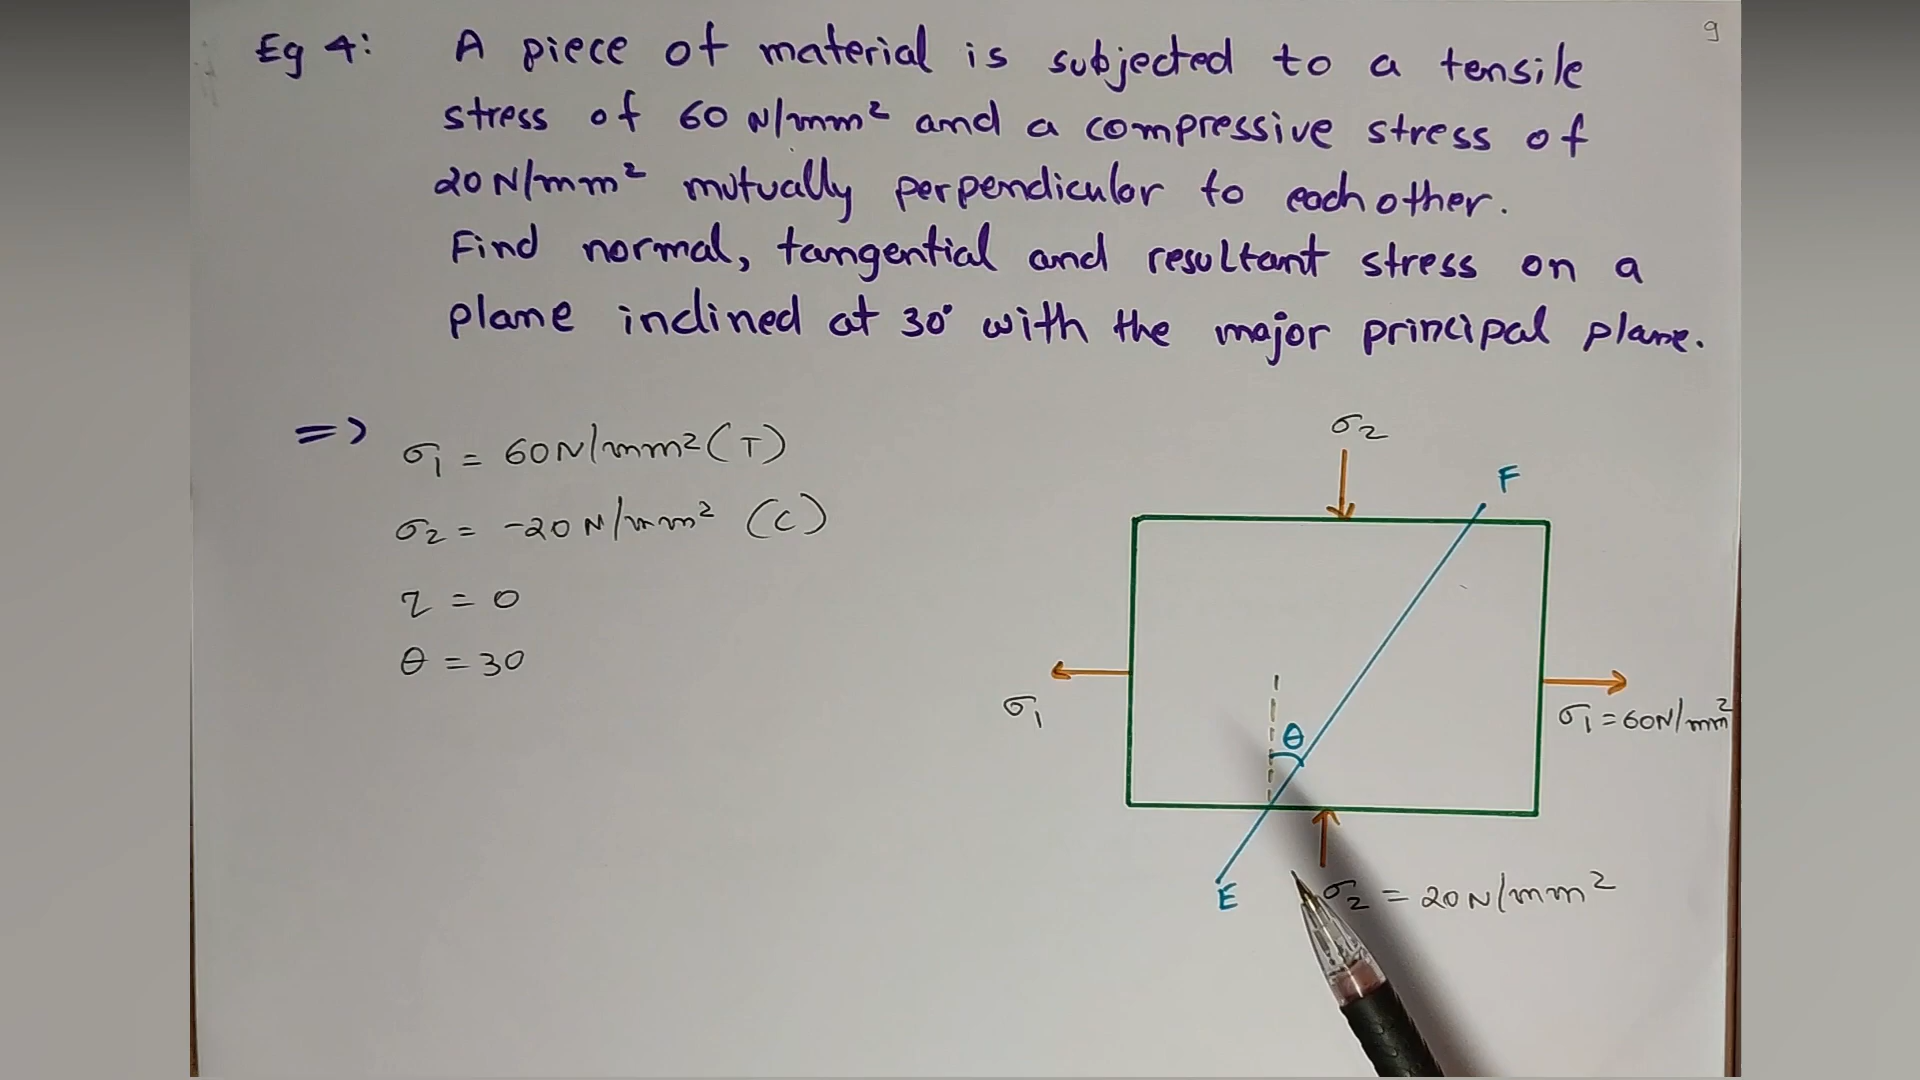 9
Eg 4: A piece of material is subjected to a tensile
stress of 60 N/mm² and a compressive stress of
20 N/mm² mutually perpendicular to each other.
Find normal, tangential and resultant stress on a
plane inclined at 30° with the major principal plane.
=> σ1 = 60N/mm² (T)
σ2 = -20 N/mm² (C)
τ = 0
θ = 30
σ2
F
σ1
σ1 = 60N/mm²
θ
E
σ2 = 20 N/mm²